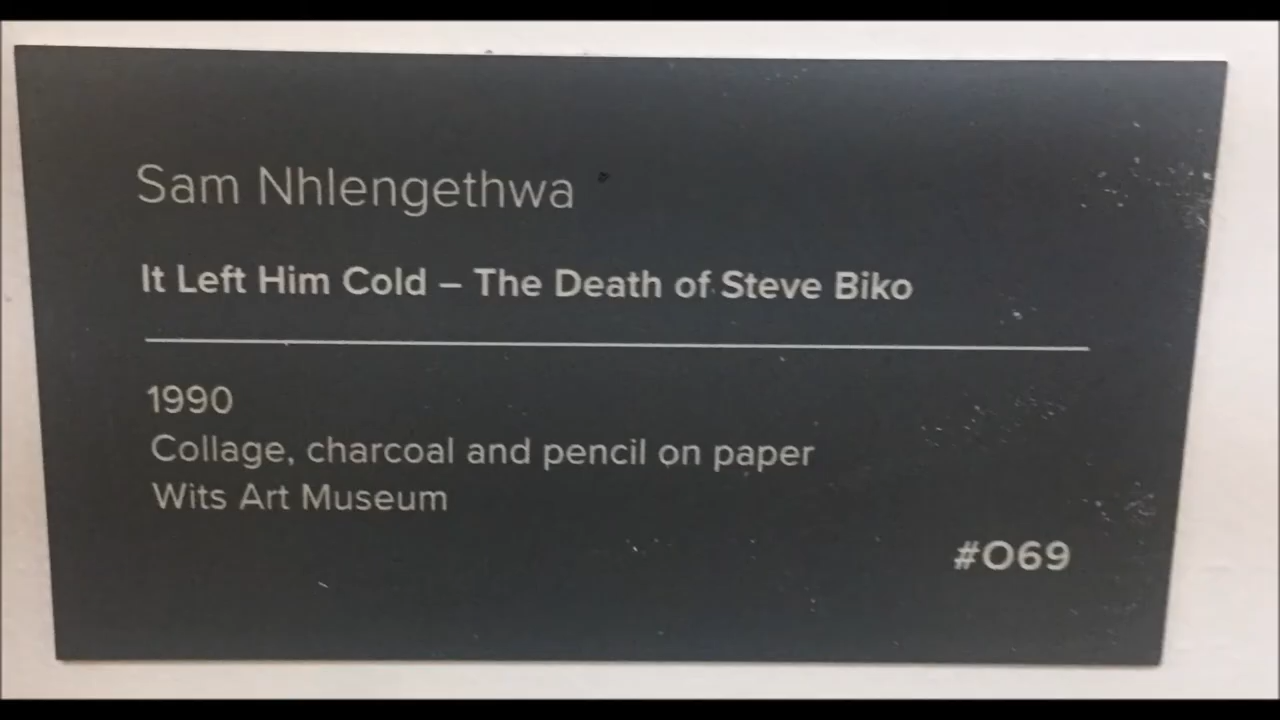 Sam Nhlengethwa
It Left Him Cold – The Death of Steve Biko
1990
Collage, charcoal and pencil on paper
Wits Art Museum
#O69